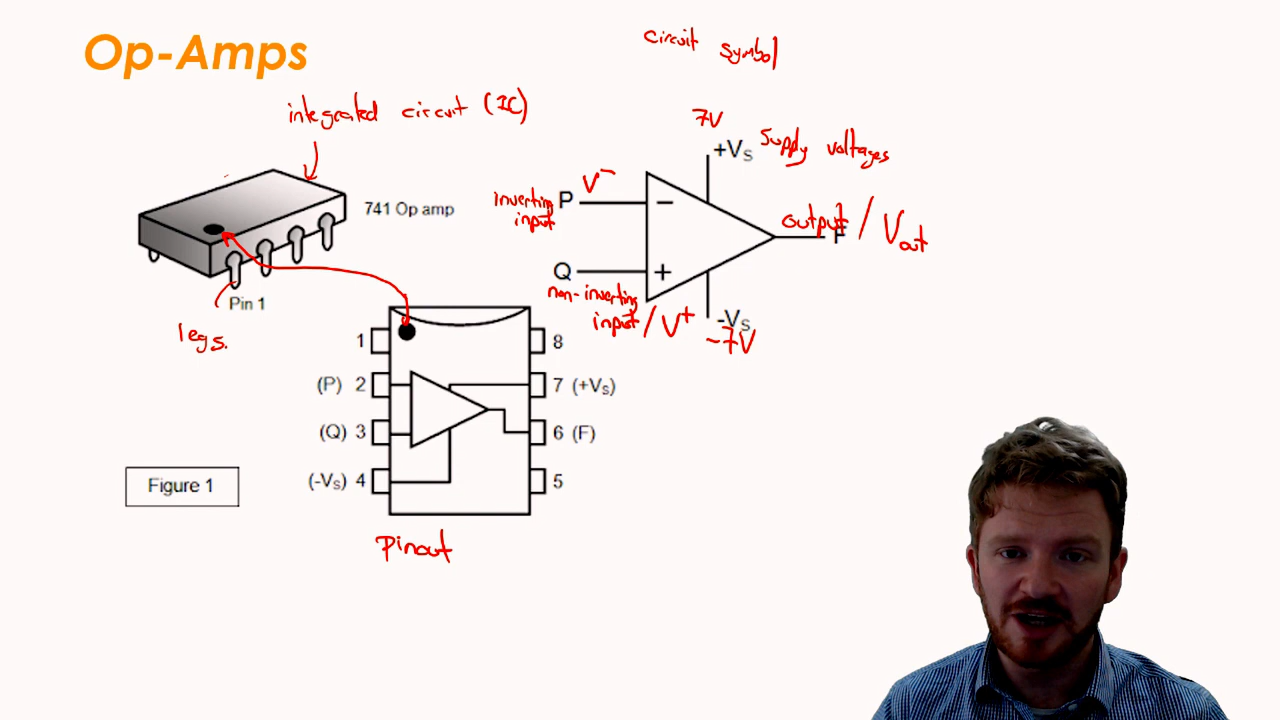 Op-Amps
circuit symbol
integrated circuit (IC)
7V
+VS
Supply voltages
741 Op amp
inverting
input
P
V-
−
output / Vout
F
Q
+
non-inverting
input / V+
-VS
-7V
Pin 1
legs.
1
8
(P) 2
7 (+VS)
(Q) 3
6 (F)
(-VS) 4
5
Figure 1
Pinout